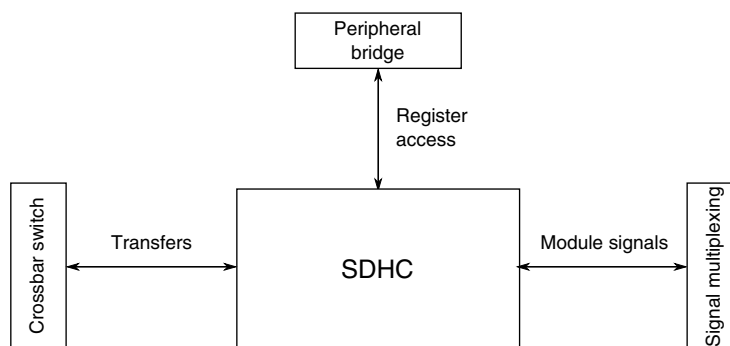 Peripheral
bridge
Register
access
Crossbar switch
Transfers
SDHC
Module signals
Signal multiplexing